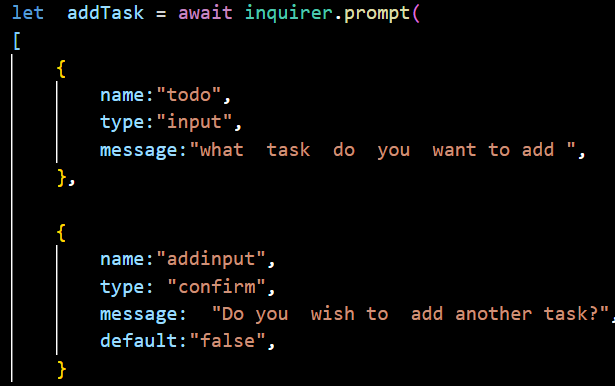 let  addTask = await inquirer.prompt(
[
    {
        name:"todo",
        type:"input",
        message:"what  task  do  you  want to add ",
    },
    {
        name:"addinput",
        type: "confirm",
        message:  "Do you  wish to  add another task?",
        default:"false",
    }